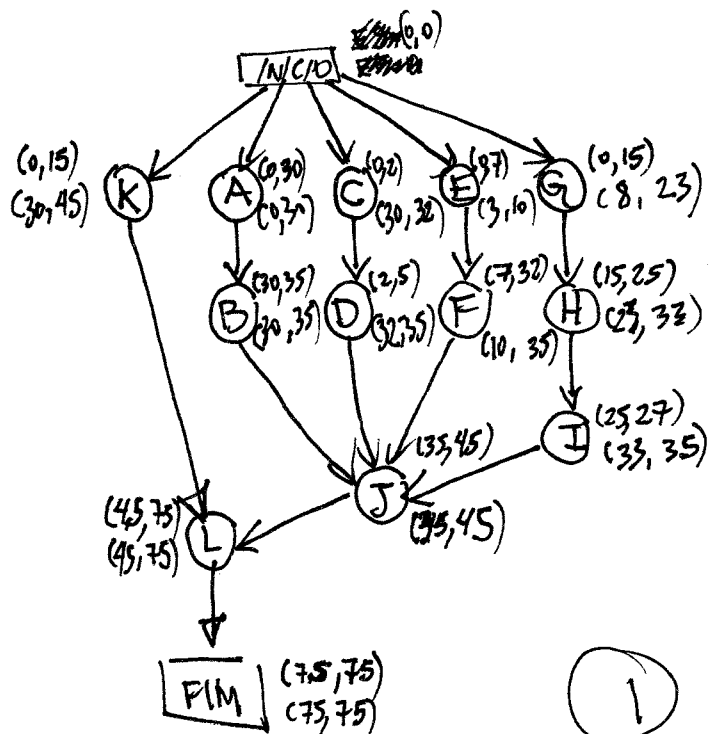 (0,0)
INICIO
(0,15)
(30,45)
K
A
(0,30)
(0,30)
C
(0,2)
(30,32)
E
(0,7)
(3,10)
G
(0,15)
(8,23)
B
(30,35)
(30,35)
D
(2,5)
(32,35)
F
(7,32)
(10,35)
H
(15,25)
(23,33)
I
(25,27)
(33,35)
(35,45)
J
(35,45)
(45,75)
(45,75)
L
FIM
(75,75)
(75,75)
1